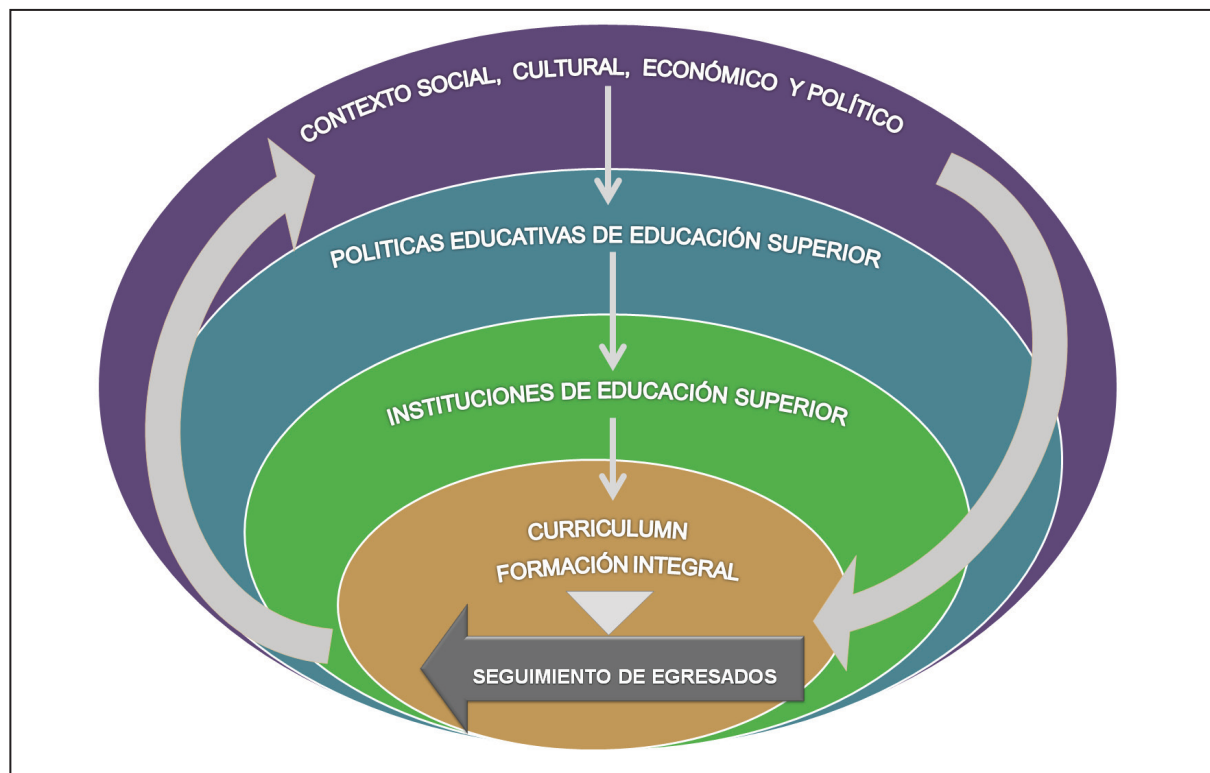 CONTEXTO SOCIAL, CULTURAL, ECONÓMICO Y POLÍTICO
POLITICAS EDUCATIVAS DE EDUCACIÓN SUPERIOR
INSTITUCIONES DE EDUCACIÓN SUPERIOR
CURRICULUMN
FORMACIÓN INTEGRAL
SEGUIMIENTO DE EGRESADOS